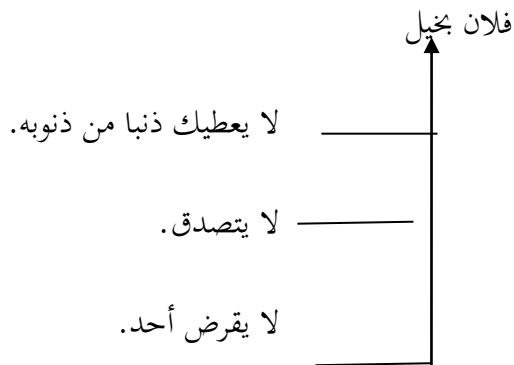 فلان بخيل
لا يعطيك ذنبا من ذنوبه.
لا يتصدق.
لا يقرض أحد.